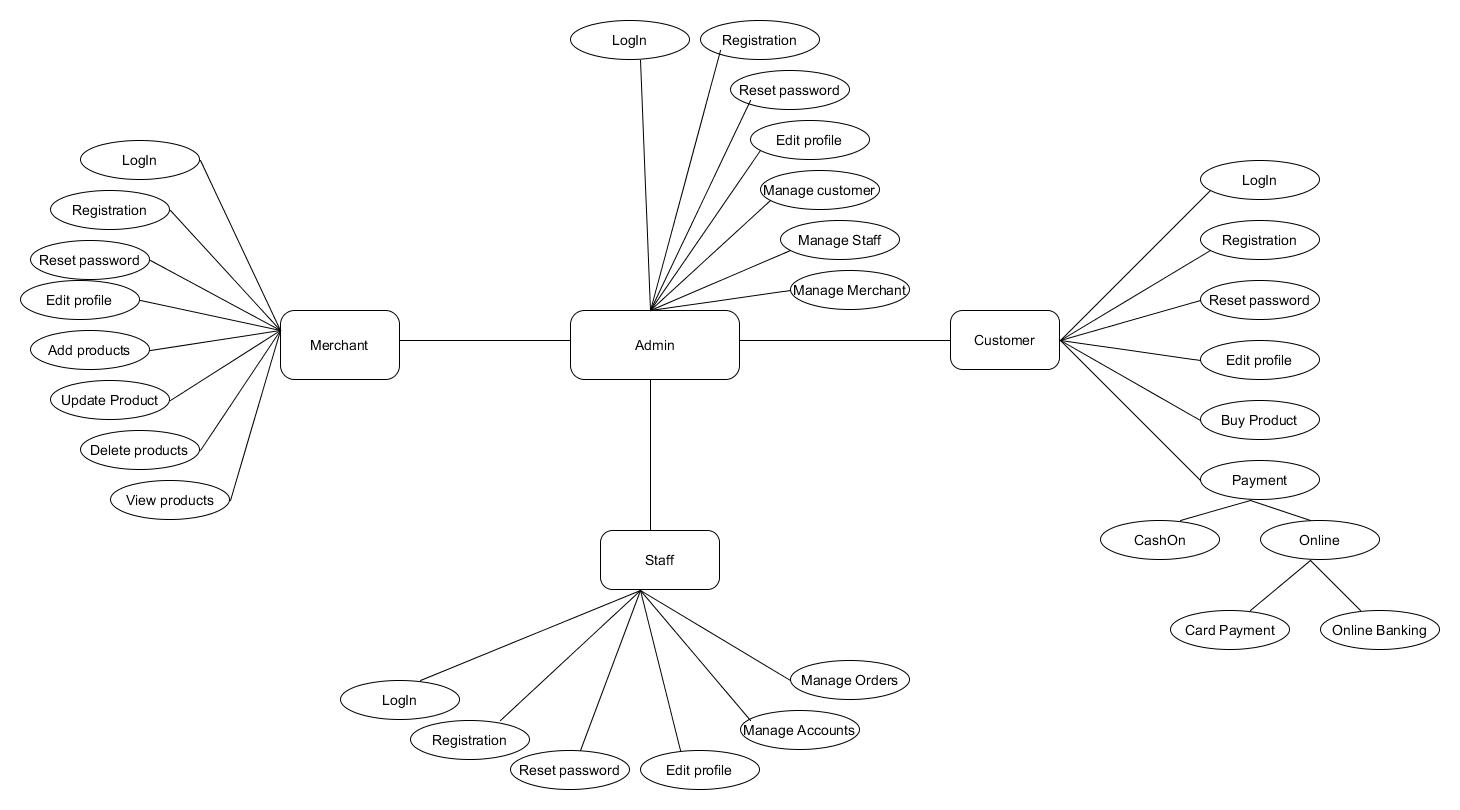 LogIn
Registration
Reset password
Edit profile
Manage customer
Manage Staff
Manage Merchant
LogIn
Registration
Reset password
Edit profile
Add products
Update Product
Delete products
View products
Merchant
Admin
Customer
LogIn
Registration
Reset password
Edit profile
Buy Product
Payment
CashOn
Online
Card Payment
Online Banking
Staff
LogIn
Registration
Reset password
Edit profile
Manage Accounts
Manage Orders